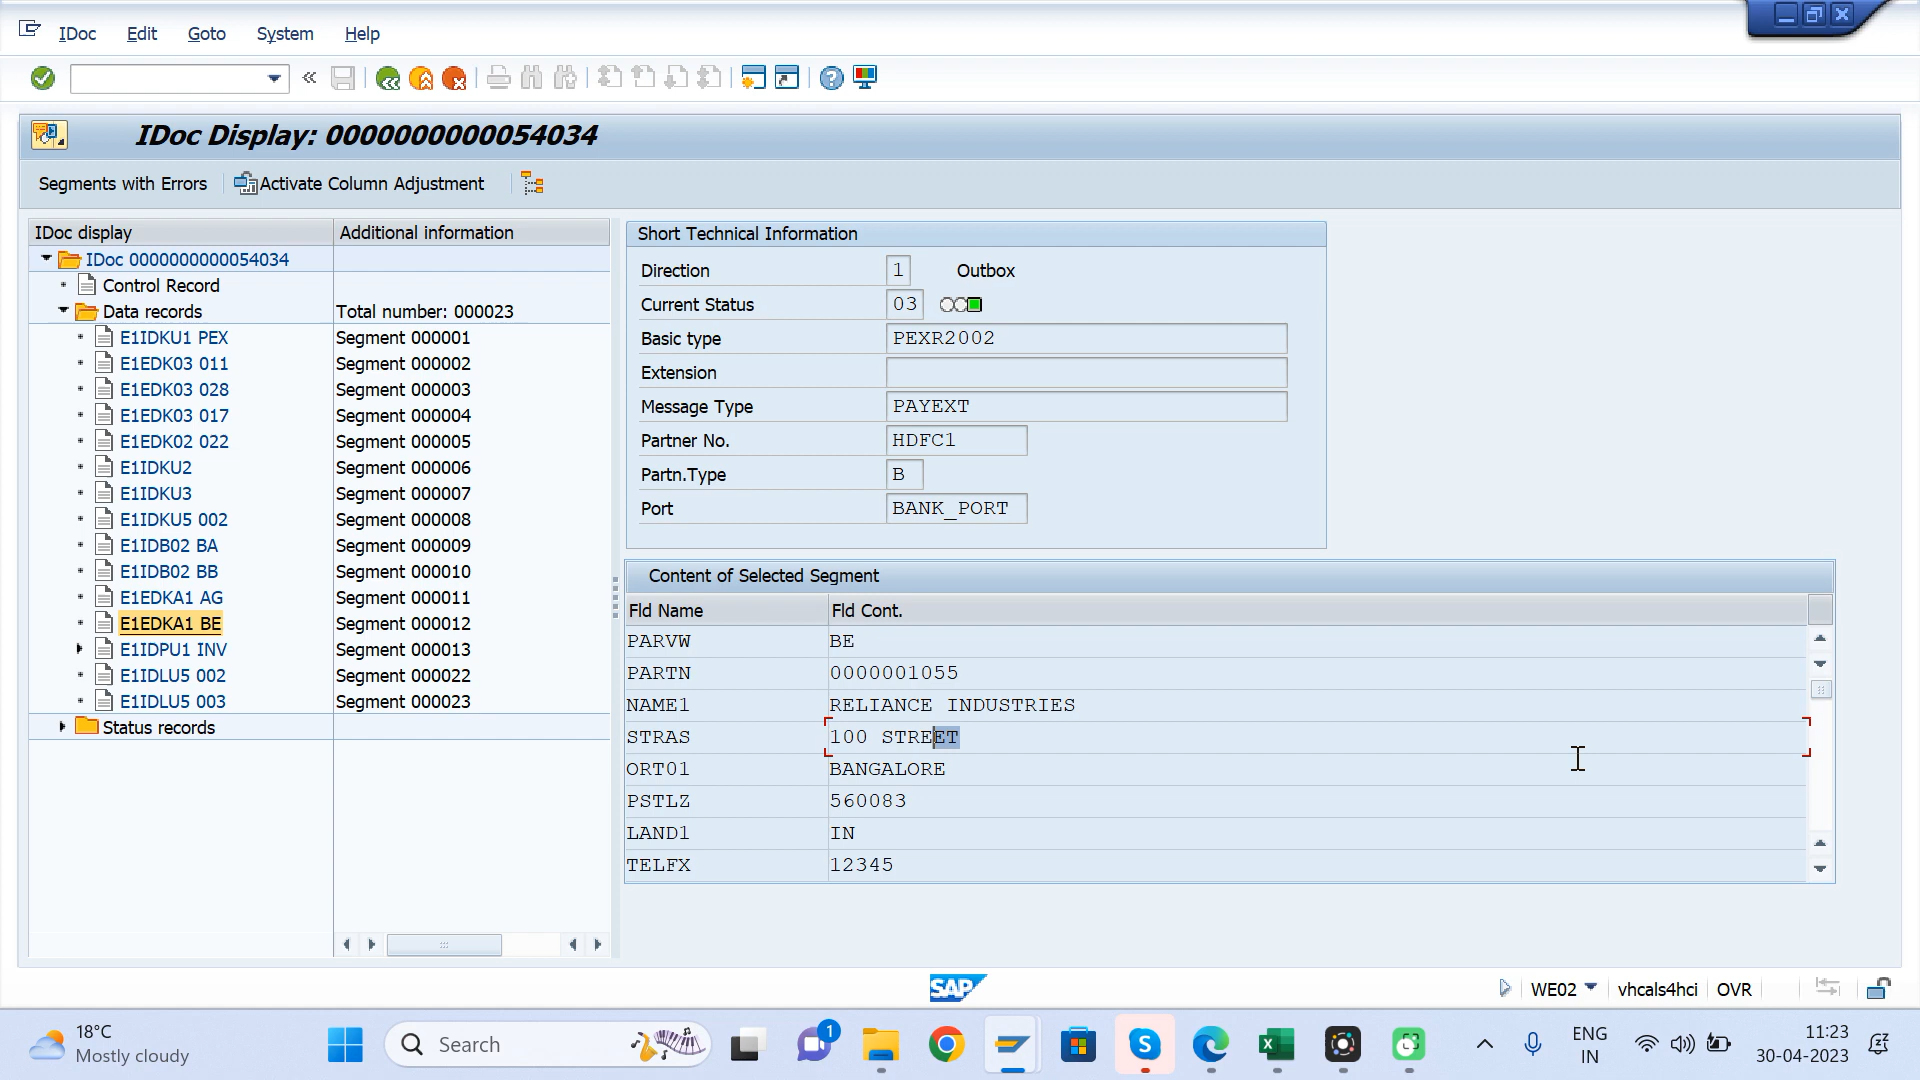 IDoc Edit Goto System Help
IDoc Display: 0000000000054034
Segments with Errors Activate Column Adjustment
IDoc display Additional information
IDoc 0000000000054034
Control Record
Data records Total number: 000023
E1IDKU1 PEX Segment 000001
E1EDK03 011 Segment 000002
E1EDK03 028 Segment 000003
E1EDK03 017 Segment 000004
E1EDK02 022 Segment 000005
E1IDKU2 Segment 000006
E1IDKU3 Segment 000007
E1IDKU5 002 Segment 000008
E1IDB02 BA Segment 000009
E1IDB02 BB Segment 000010
E1EDKA1 AG Segment 000011
E1EDKA1 BE Segment 000012
E1IDPU1 INV Segment 000013
E1IDLU5 002 Segment 000022
E1IDLU5 003 Segment 000023
Status records
Short Technical Information
Direction 1 Outbox
Current Status 03
Basic type PEXR2002
Extension
Message Type PAYEXT
Partner No. HDFC1
Partn.Type B
Port BANK_PORT
Content of Selected Segment
Fld Name Fld Cont.
PARVW BE
PARTN 0000001055
NAME1 RELIANCE INDUSTRIES
STRAS 100 STREET
ORT01 BANGALORE
PSTLZ 560083
LAND1 IN
TELFX 12345
SAP WE02 vhcals4hci OVR
18°C
Mostly cloudy
Search
1
ENG
IN
11:23
30-04-2023